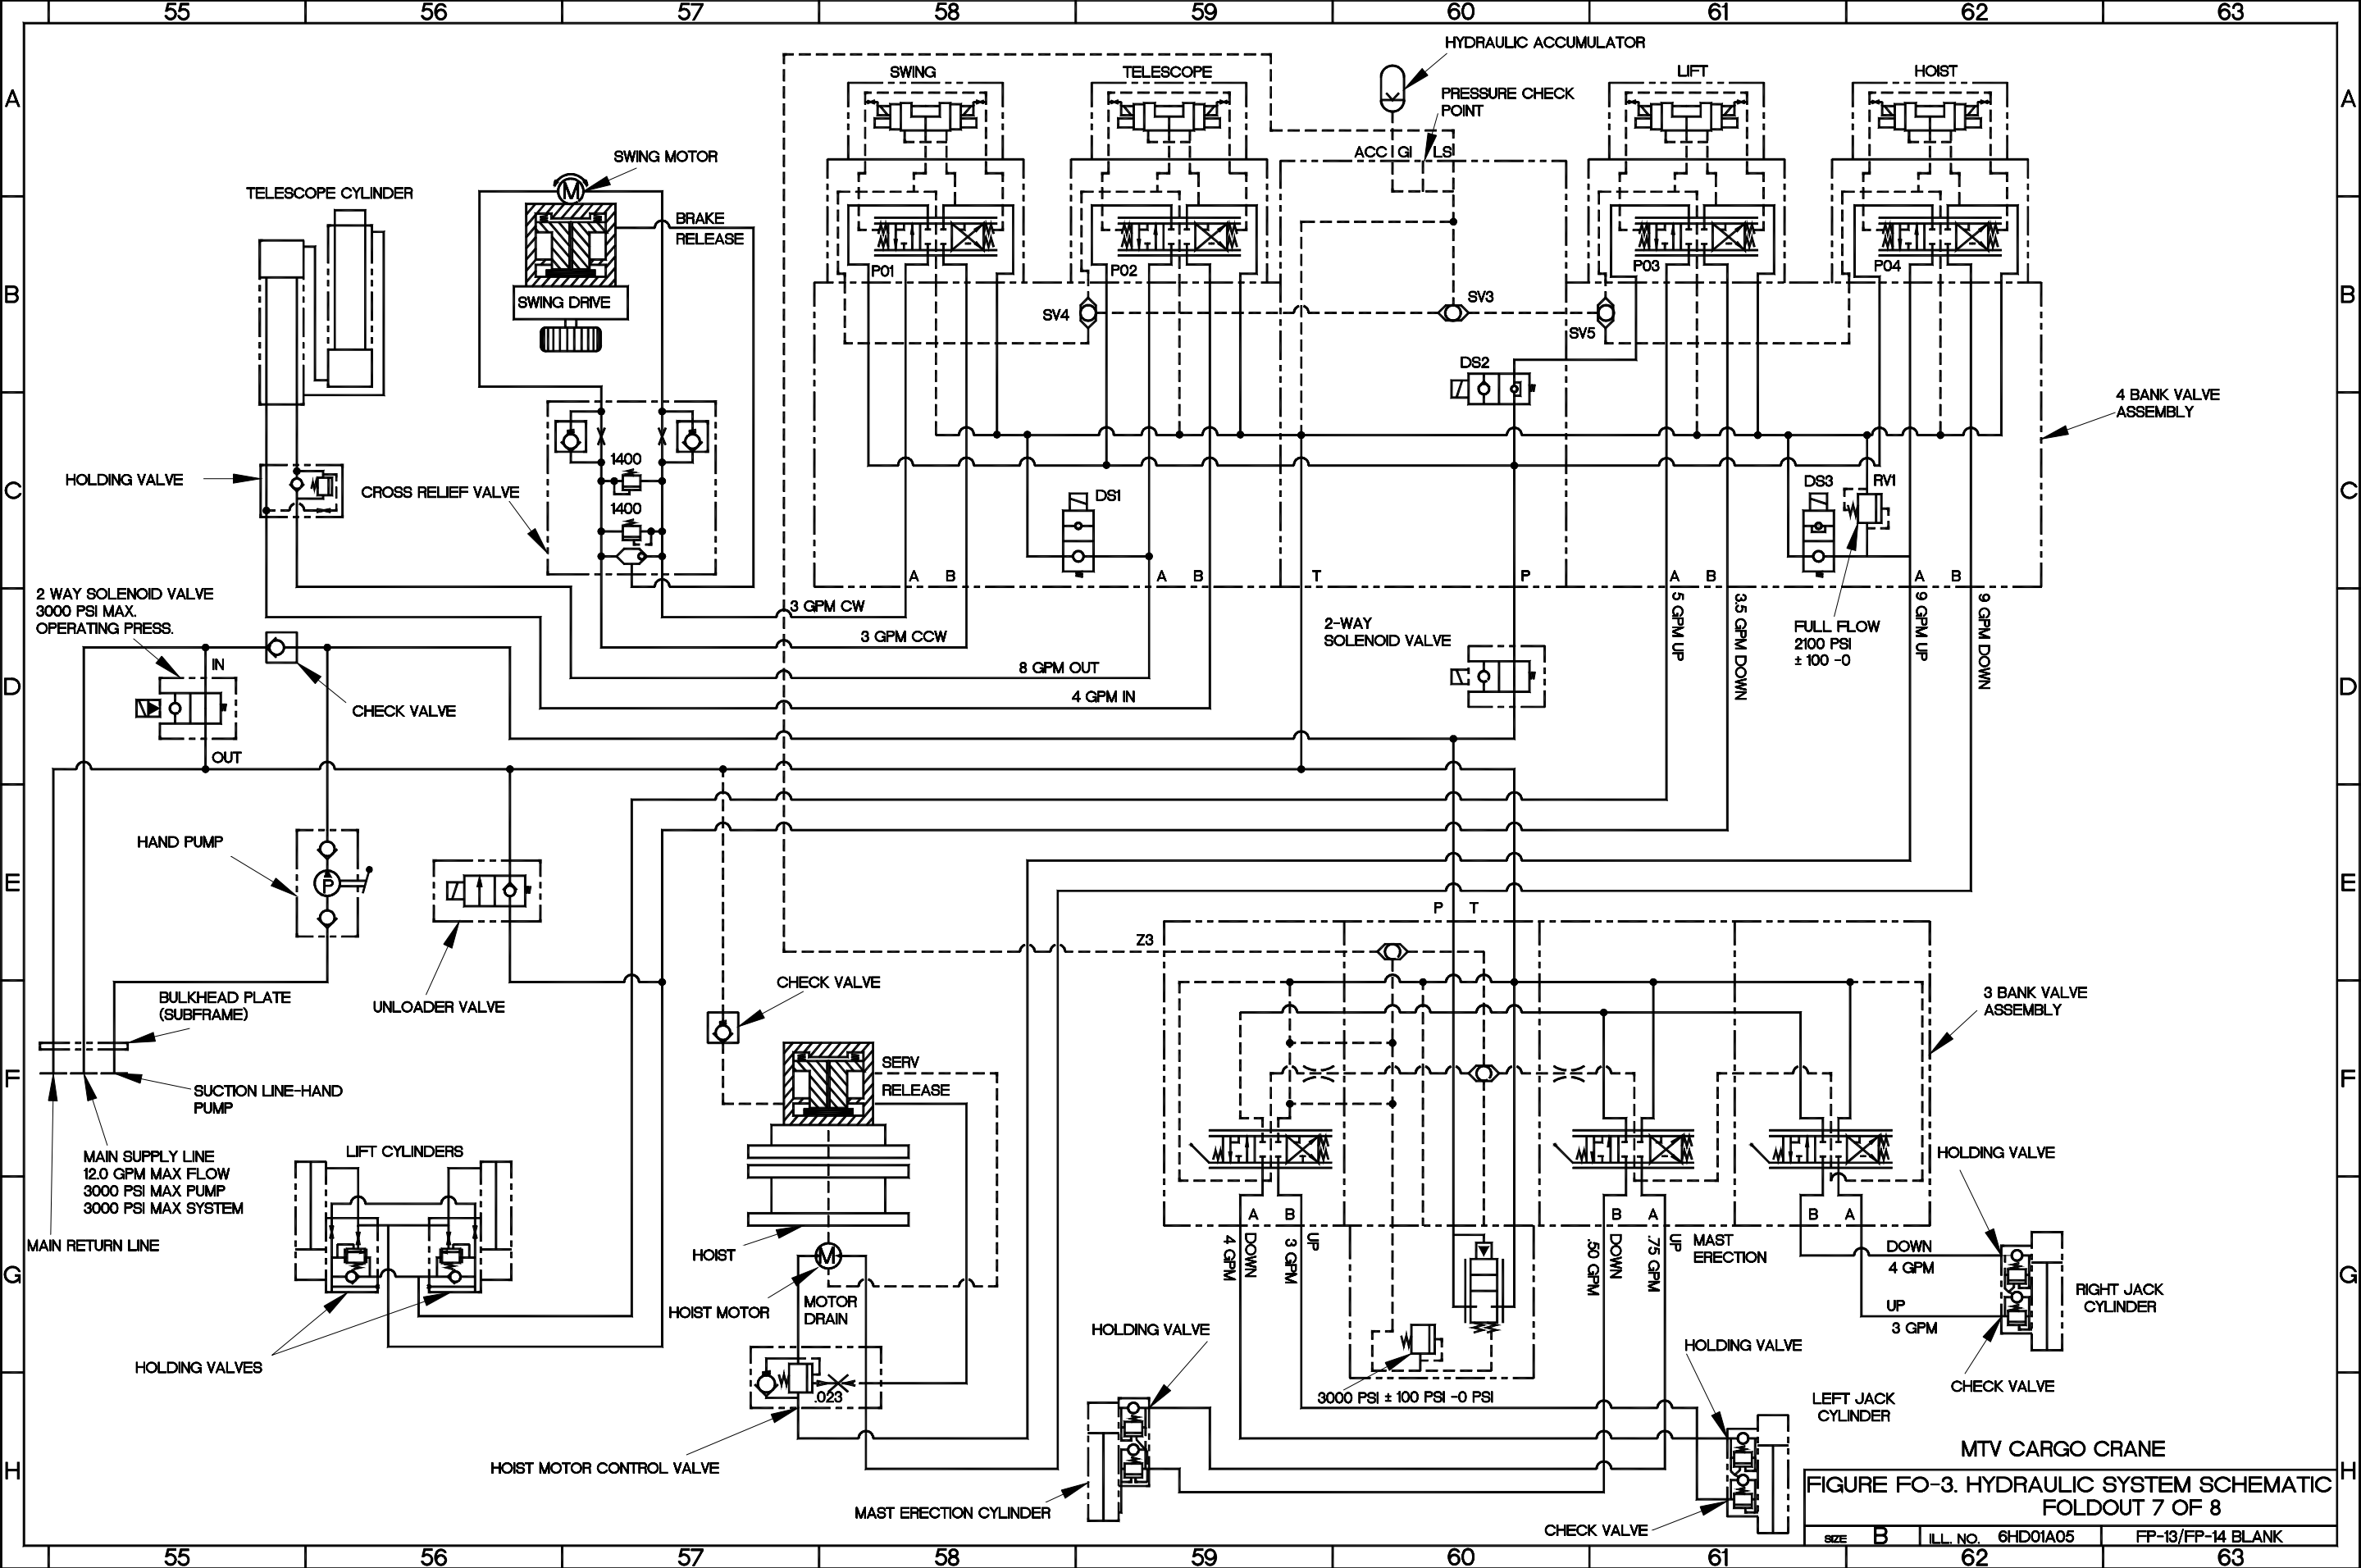 55 56 57 58 59 60 61 62 63
A A
B B
C C
D D
E E
F F
G G
H H
SWING
TELESCOPE
HYDRAULIC ACCUMULATOR
PRESSURE CHECK
POINT
LIFT
HOIST
ACC GI LS
SWING MOTOR
M
TELESCOPE CYLINDER
BRAKE
RELEASE
SWING DRIVE
P01
P02
P03
P04
SV4
SV3
SV5
DS2
4 BANK VALVE
ASSEMBLY
HOLDING VALVE
CROSS RELIEF VALVE
1400
1400
DS1
DS3
RV1
A B
A B
T
P
A B
A B
2 WAY SOLENOID VALVE
3000 PSI MAX.
OPERATING PRESS.
IN
OUT
CHECK VALVE
3 GPM CW
3 GPM CCW
8 GPM OUT
4 GPM IN
2-WAY
SOLENOID VALVE
5 GPM UP
3.5 GPM DOWN
FULL FLOW
2100 PSI
± 100 -0
9 GPM UP
9 GPM DOWN
HAND PUMP
P
UNLOADER VALVE
P T
Z3
BULKHEAD PLATE
(SUBFRAME)
CHECK VALVE
3 BANK VALVE
ASSEMBLY
SUCTION LINE-HAND
PUMP
SERV
RELEASE
MAIN SUPPLY LINE
12.0 GPM MAX FLOW
3000 PSI MAX PUMP
3000 PSI MAX SYSTEM
MAIN RETURN LINE
LIFT CYLINDERS
HOLDING VALVES
HOIST
M
HOIST MOTOR
MOTOR
DRAIN
.023
HOIST MOTOR CONTROL VALVE
A B
DOWN
4 GPM
UP
3 GPM
B A
DOWN
.50 GPM
UP
.75 GPM
MAST
ERECTION
B A
HOLDING VALVE
DOWN
4 GPM
UP
3 GPM
RIGHT JACK
CYLINDER
CHECK VALVE
HOLDING VALVE
3000 PSI ± 100 PSI -0 PSI
HOLDING VALVE
LEFT JACK
CYLINDER
MAST ERECTION CYLINDER
CHECK VALVE
MTV CARGO CRANE
FIGURE FO-3. HYDRAULIC SYSTEM SCHEMATIC
FOLDOUT 7 OF 8
SIZE B ILL. NO. 6HD01A05 FP-13/FP-14 BLANK
55 56 57 58 59 60 61 62 63